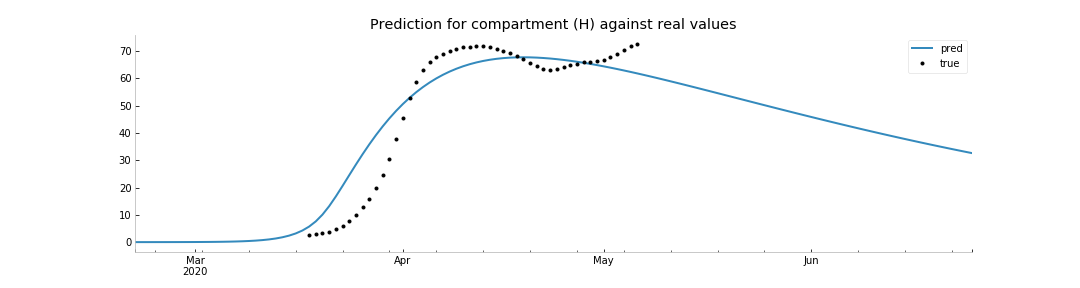 Prediction for compartment (H) against real values
70
60
50
40
30
20
10
0
pred
true
Mar
2020
Apr
May
Jun